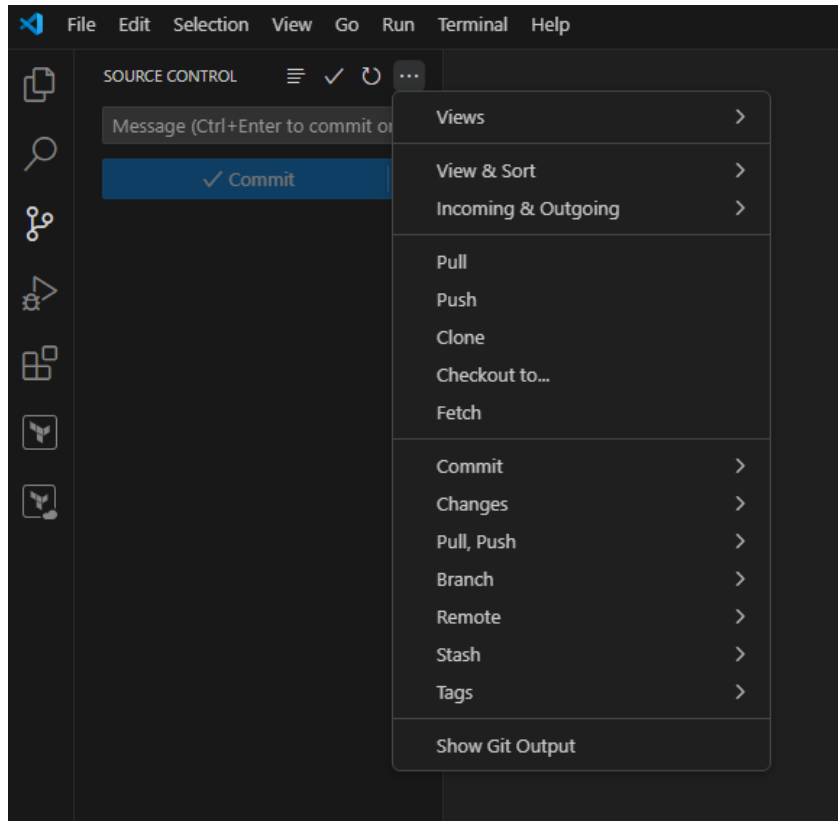 File Edit Selection View Go Run Terminal Help
SOURCE CONTROL
Message (Ctrl+Enter to commit
Commit
Views
View & Sort
Incoming & Outgoing
Pull
Push
Clone
Checkout to...
Fetch
Commit
Changes
Pull, Push
Branch
Remote
Stash
Tags
Show Git Output